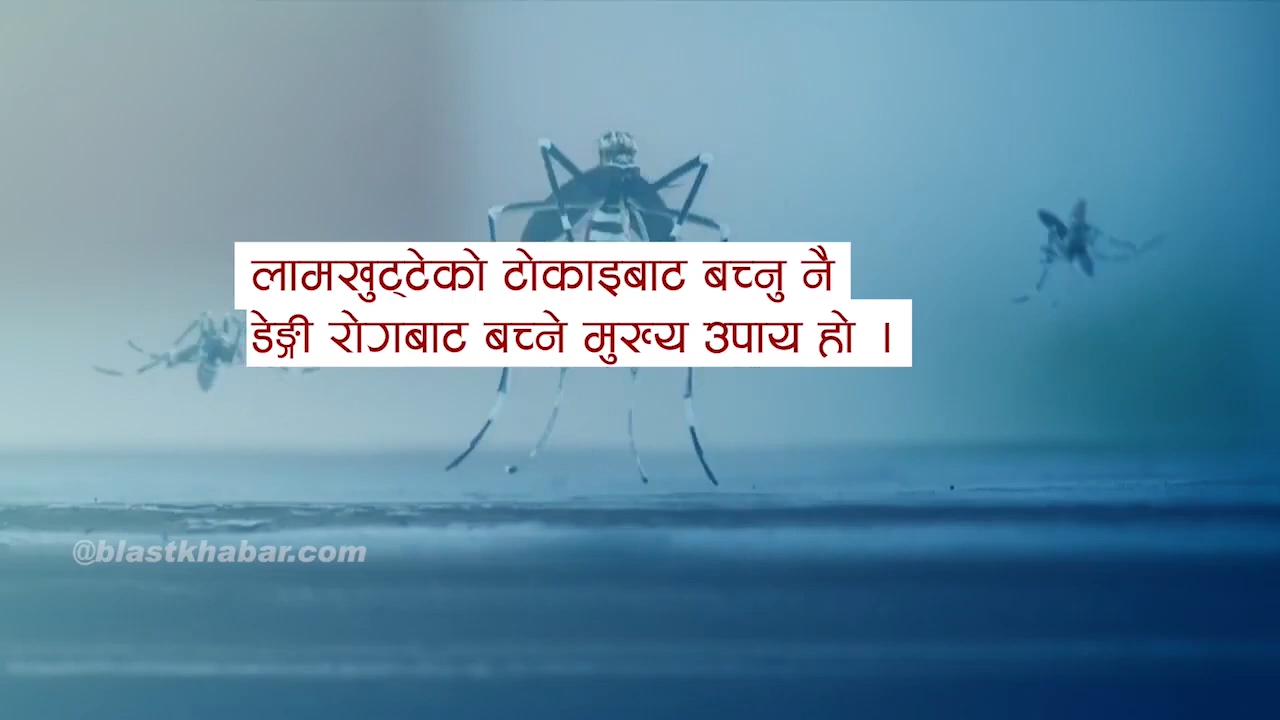 लामखुट्टेको टोकाइबाट बच्नु नै
डेङ्गी रोगबाट बच्ने मुख्य उपाय हो ।
@blastkhabar.com